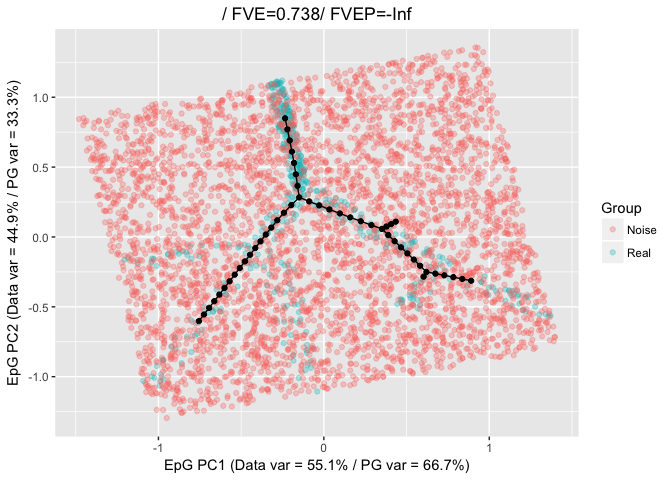 / FVE=0.738/ FVEP=-Inf
EpG PC2 (Data var = 44.9% / PG var = 33.3%)
1.0
0.5
0.0
-0.5
-1.0
-1
0
1
EpG PC1 (Data var = 55.1% / PG var = 66.7%)
Group
Noise
Real